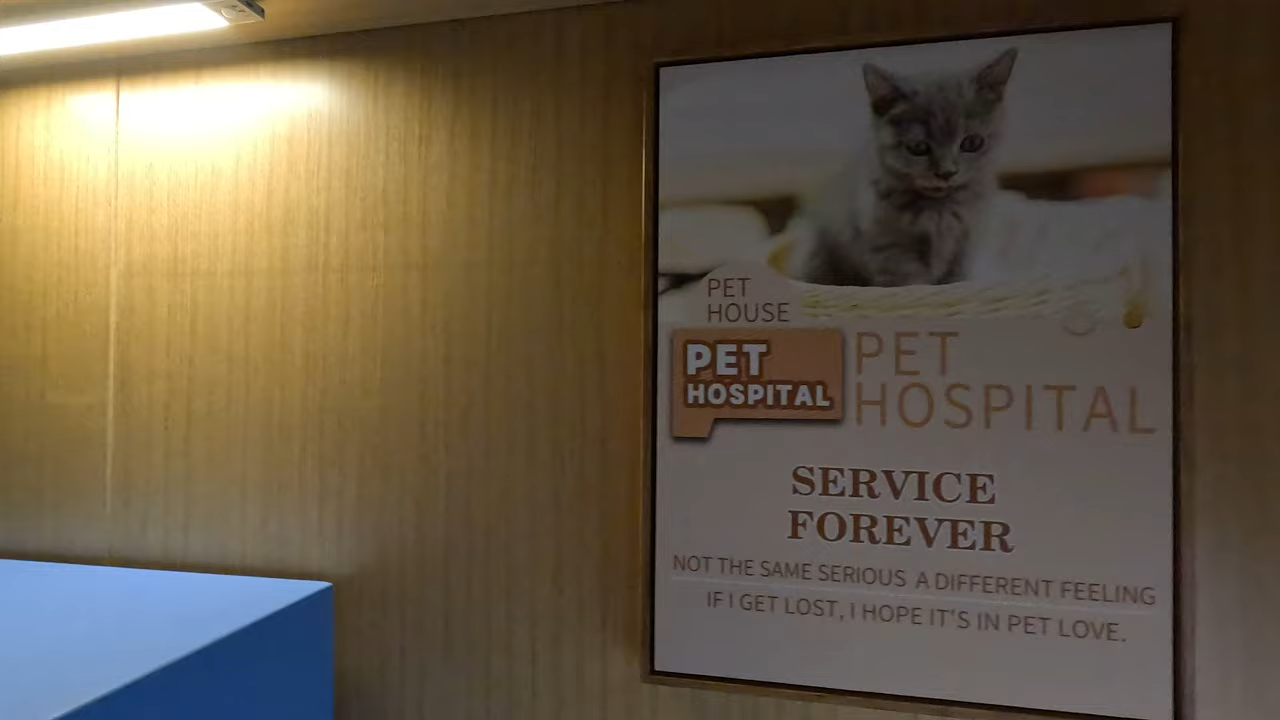 PET
HOUSE
PET
HOSPITAL
PET
HOSPITAL
SERVICE
FOREVER
NOT THE SAME SERIOUS A DIFFERENT FEELING
IF I GET LOST, I HOPE IT'S IN PET LOVE.